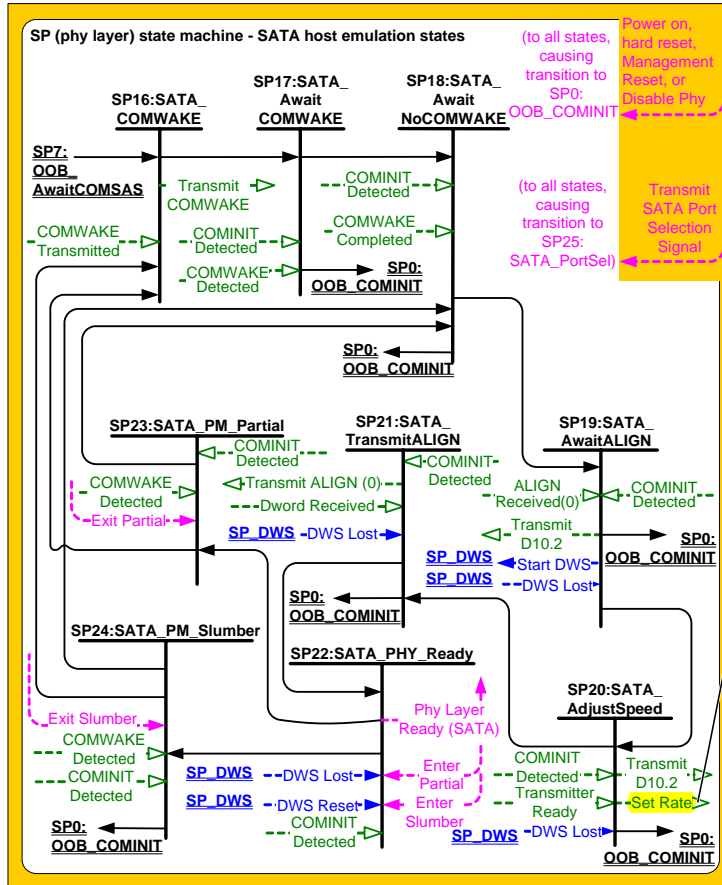 SP (phy layer) state machine - SATA host emulation states
(to all states,
causing
transition to
SP0:
OOB_COMINIT)
Power on,
hard reset,
Management
Reset, or
Disable Phy
SP16:SATA_
COMWAKE
SP17:SATA_
Await
COMWAKE
SP18:SATA_
Await
NoCOMWAKE
SP7:
OOB_
AwaitCOMSAS
Transmit
COMWAKE
COMINIT
Detected
(to all states,
causing
transition to
SP25:
SATA_PortSel)
Transmit
SATA Port
Selection
Signal
COMWAKE
Transmitted
COMINIT
Detected
COMWAKE
Completed
COMWAKE
Detected
SP0:
OOB_COMINIT
SP0:
OOB_COMINIT
SP23:SATA_PM_Partial
SP21:SATA_
TransmitALIGN
SP19:SATA_
AwaitALIGN
COMINIT
Detected
COMINIT
Detected
COMWAKE
Detected
Transmit ALIGN (0)
ALIGN
Received(0)
COMINIT
Detected
Exit Partial
Dword Received
Transmit
D10.2
SP_DWS
DWS Lost
SP0:
OOB_COMINIT
SP_DWS
Start DWS
SP_DWS
DWS Lost
SP0:
OOB_COMINIT
SP24:SATA_PM_Slumber
SP22:SATA_PHY_Ready
SP20:SATA_
AdjustSpeed
Exit Slumber
Phy Layer
Ready (SATA)
COMWAKE
Detected
COMINIT
Detected
Enter
Partial
SP_DWS
DWS Lost
SP_DWS
DWS Reset
Enter
Slumber
COMINIT
Detected
COMINIT
Detected
Transmit
D10.2
Transmitter
Ready
Set Rate
SP_DWS
DWS Lost
SP0:
OOB_COMINIT
SP0:
OOB_COMINIT